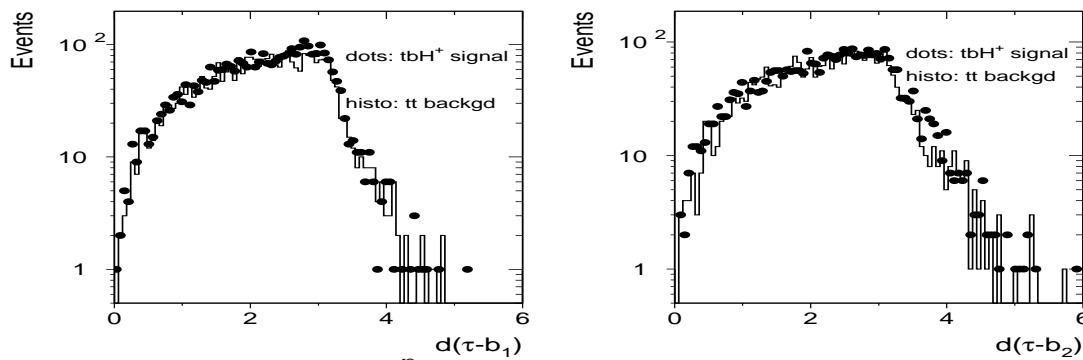 Events
10²
10
1
dots: tbH⁺ signal
histo: tt backgd
0 2 4 6
d(τ-b₁)
Events
10²
10
1
dots: tbH⁺ signal
histo: tt backgd
0 2 4 6
d(τ-b₂)